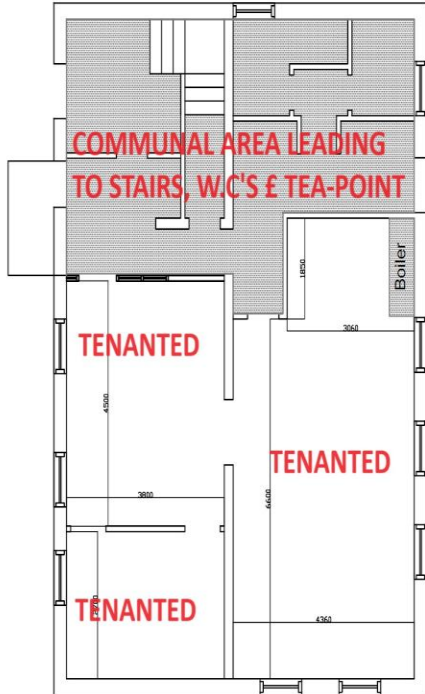 COMMUNAL AREA LEADING
TO STAIRS, W.C'S £ TEA-POINT
1850
Boiler
3060
TENANTED
4500
TENANTED
3800
6600
TENANTED
4360